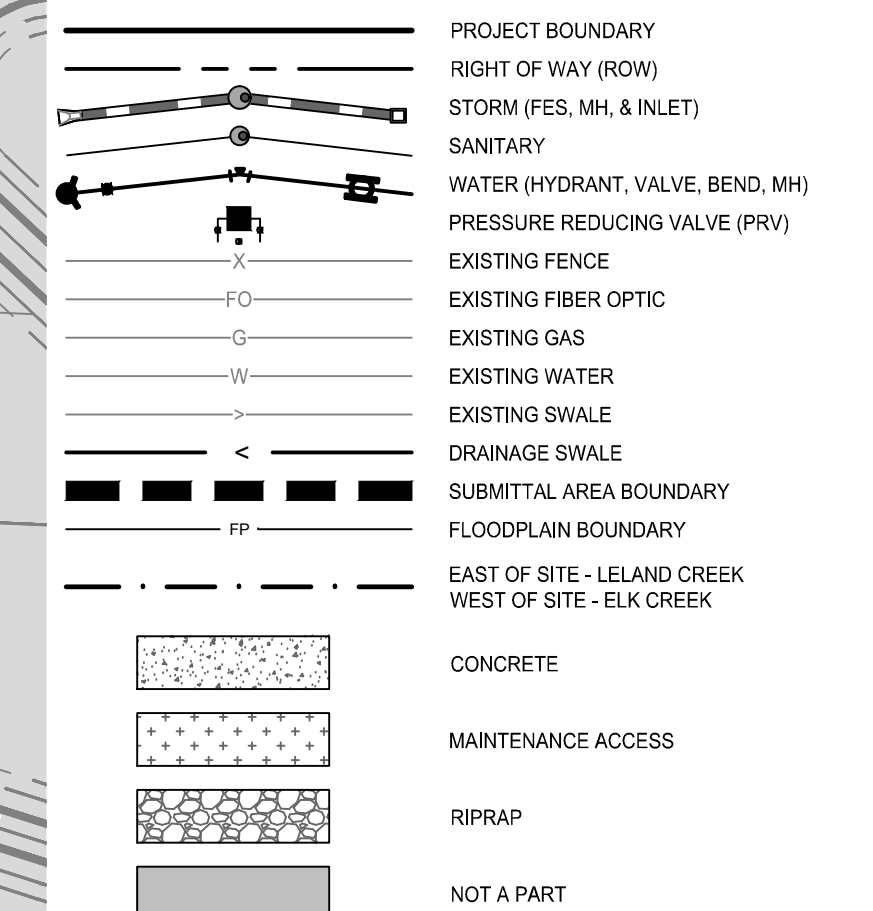 PROJECT BOUNDARY
RIGHT OF WAY (ROW)
STORM (FES, MH, & INLET)
SANITARY
WATER (HYDRANT, VALVE, BEND, MH)
PRESSURE REDUCING VALVE (PRV)
X EXISTING FENCE
FO EXISTING FIBER OPTIC
G EXISTING GAS
W EXISTING WATER
> EXISTING SWALE
< DRAINAGE SWALE
SUBMITTAL AREA BOUNDARY
FP FLOODPLAIN BOUNDARY
EAST OF SITE - LELAND CREEK
WEST OF SITE - ELK CREEK
CONCRETE
MAINTENANCE ACCESS
RIPRAP
NOT A PART